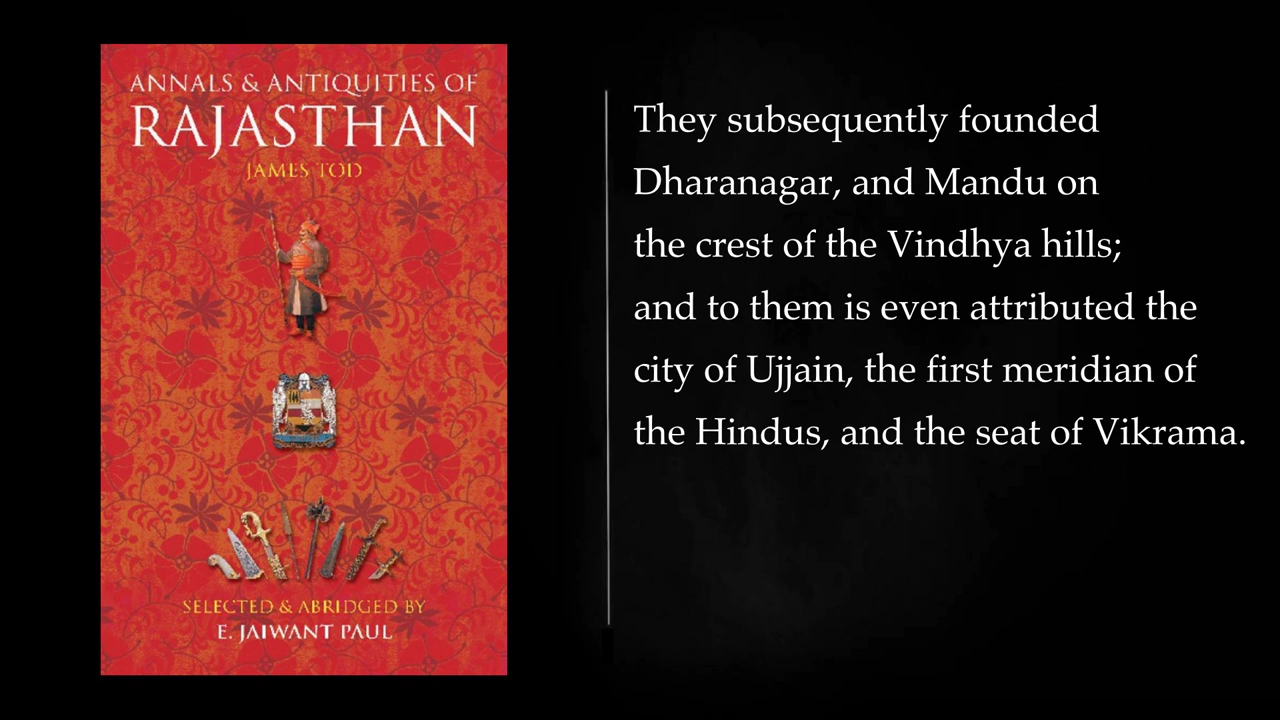 ANNALS & ANTIQUITIES OF
RAJASTHAN
JAMES TOD
SELECTED & ABRIDGED BY
E. JAIWANT PAUL
They subsequently founded
Dharanagar, and Mandu on
the crest of the Vindhya hills;
and to them is even attributed the
city of Ujjain, the first meridian of
the Hindus, and the seat of Vikrama.